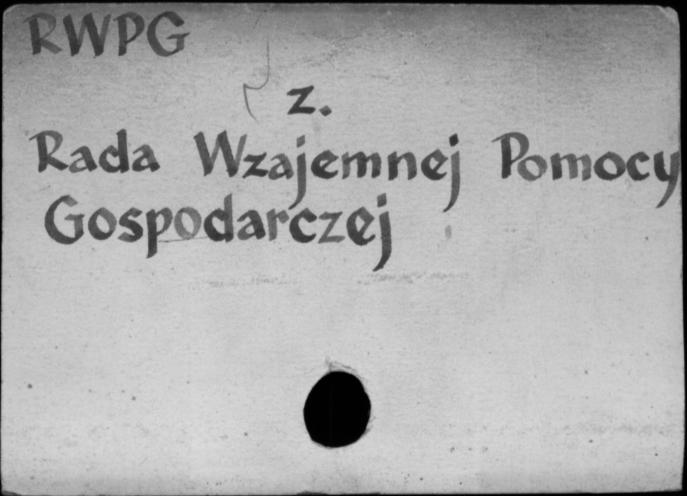 RWPG
z.
Rada Wzajemnej Pomocy
Gospodarczej